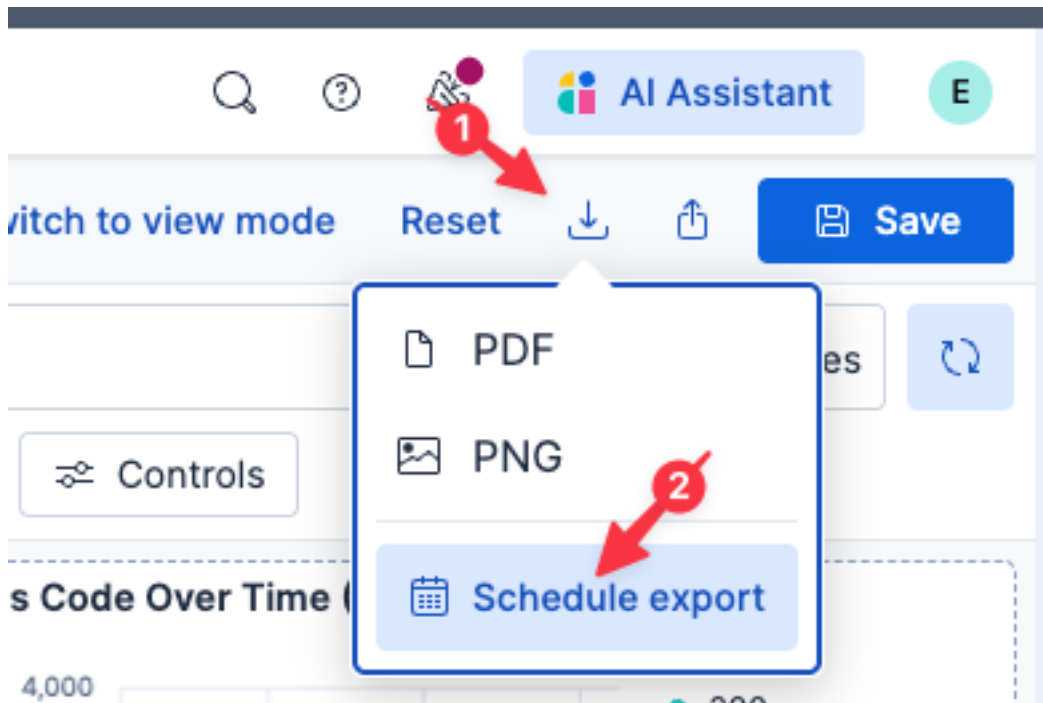 AI Assistant
E
1
vitch to view mode
Reset
Save
PDF
es
PNG
Controls
2
Schedule export
s Code Over Time (
4,000